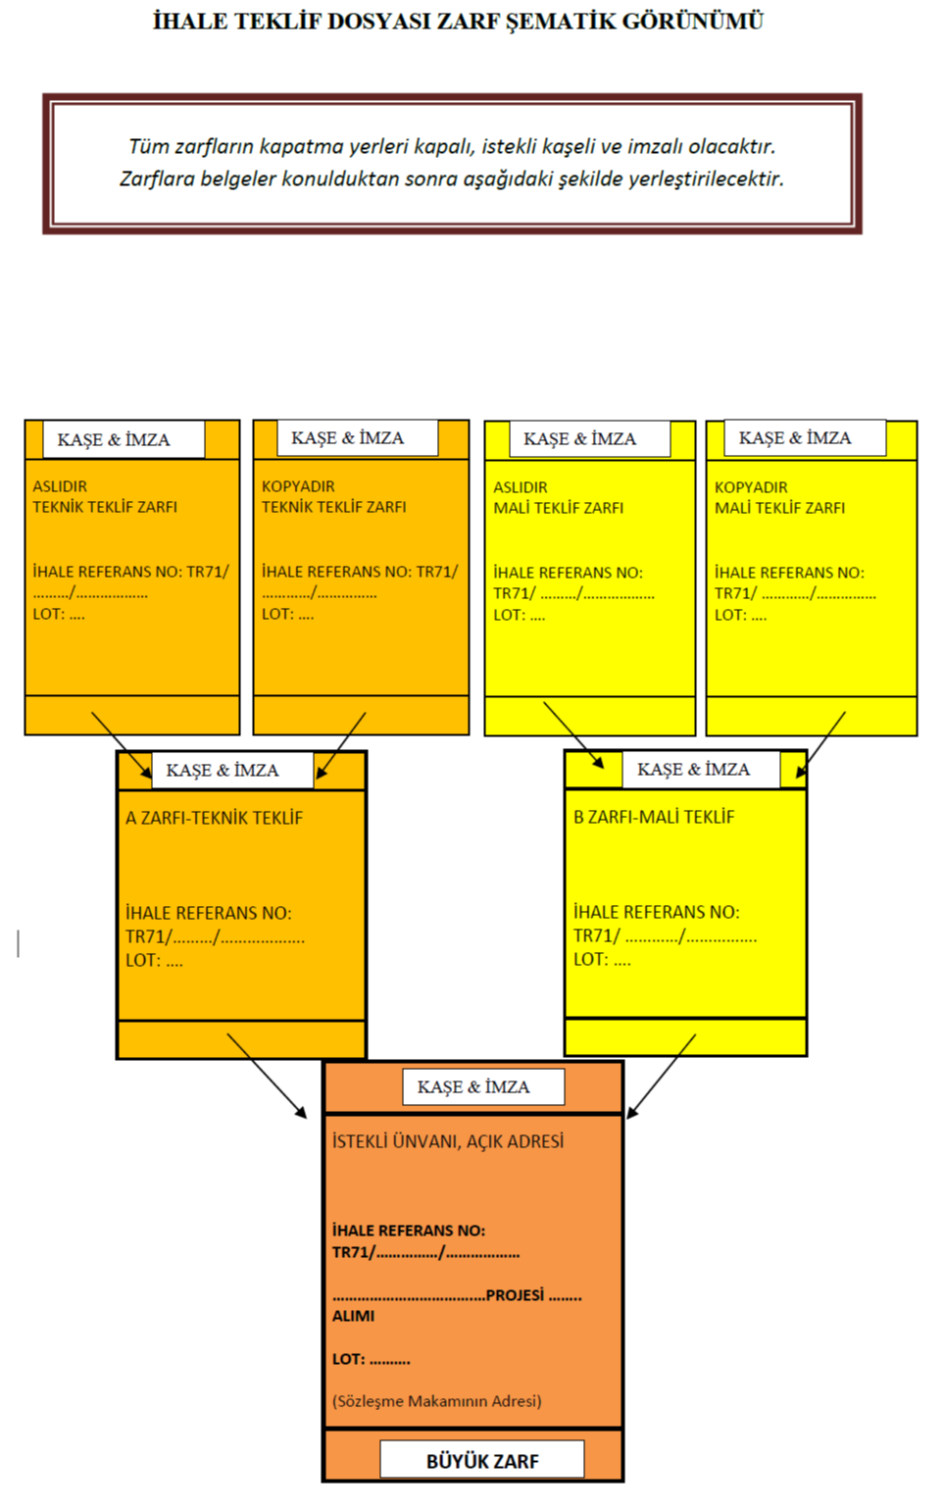 İHALE TEKLİF DOSYASI ZARF ŞEMATİK GÖRÜNÜMÜ
Tüm zarfların kapatma yerleri kapalı, istekli kaşeli ve imzalı olacaktır.
Zarflara belgeler konulduktan sonra aşağıdaki şekilde yerleştirilecektir.
KAŞE & İMZA
ASLIDIR
TEKNİK TEKLİF ZARFI
İHALE REFERANS NO: TR71/
………/………………
LOT: ....
KAŞE & İMZA
KOPYADIR
TEKNİK TEKLİF ZARFI
İHALE REFERANS NO: TR71/
…………/……………
LOT: ....
KAŞE & İMZA
ASLIDIR
MALİ TEKLİF ZARFI
İHALE REFERANS NO:
TR71/ ………/………………
LOT: ....
KAŞE & İMZA
KOPYADIR
MALİ TEKLİF ZARFI
İHALE REFERANS NO:
TR71/ …………/……………
LOT: ....
KAŞE & İMZA
A ZARFI-TEKNİK TEKLİF
İHALE REFERANS NO:
TR71/………/………………..
LOT: ....
KAŞE & İMZA
B ZARFI-MALİ TEKLİF
İHALE REFERANS NO:
TR71/ …………/…………….
LOT: ....
KAŞE & İMZA
İSTEKLİ ÜNVANI, AÇIK ADRESİ
İHALE REFERANS NO:
TR71/……………/………………
………………………………PROJESİ ……..
ALIMI
LOT: ……….
(Sözleşme Makamının Adresi)
BÜYÜK ZARF